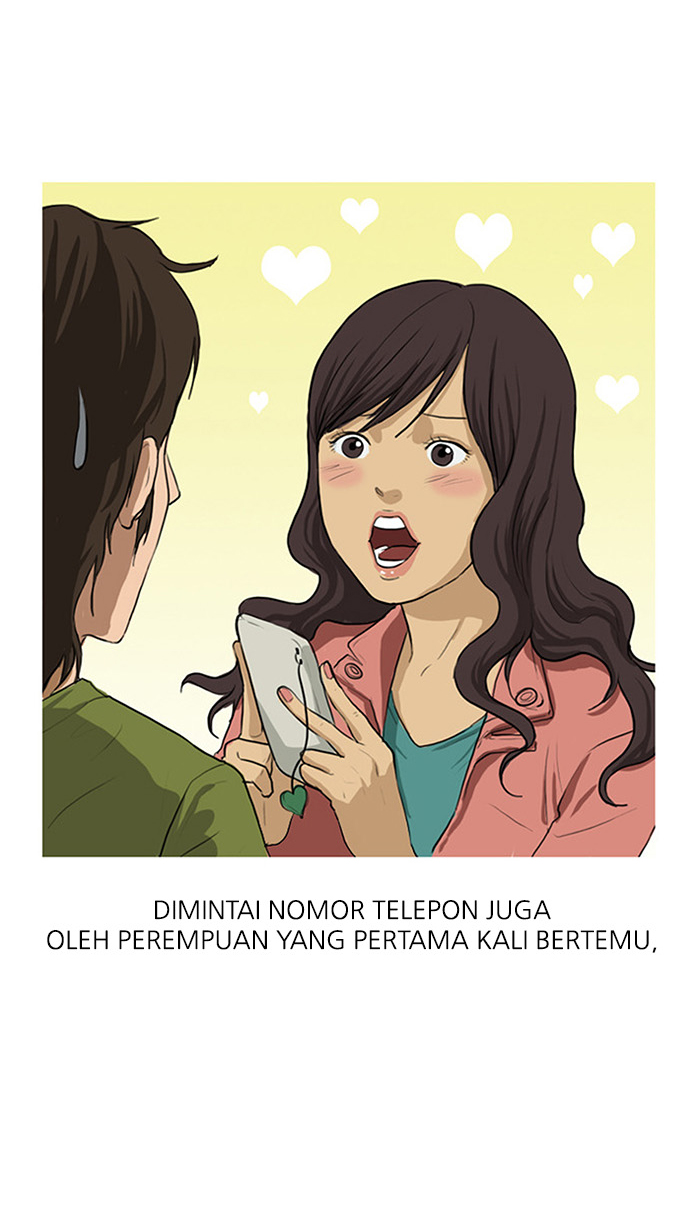 DIMINTAI NOMOR TELEPON JUGA
OLEH PEREMPUAN YANG PERTAMA KALI BERTEMU,